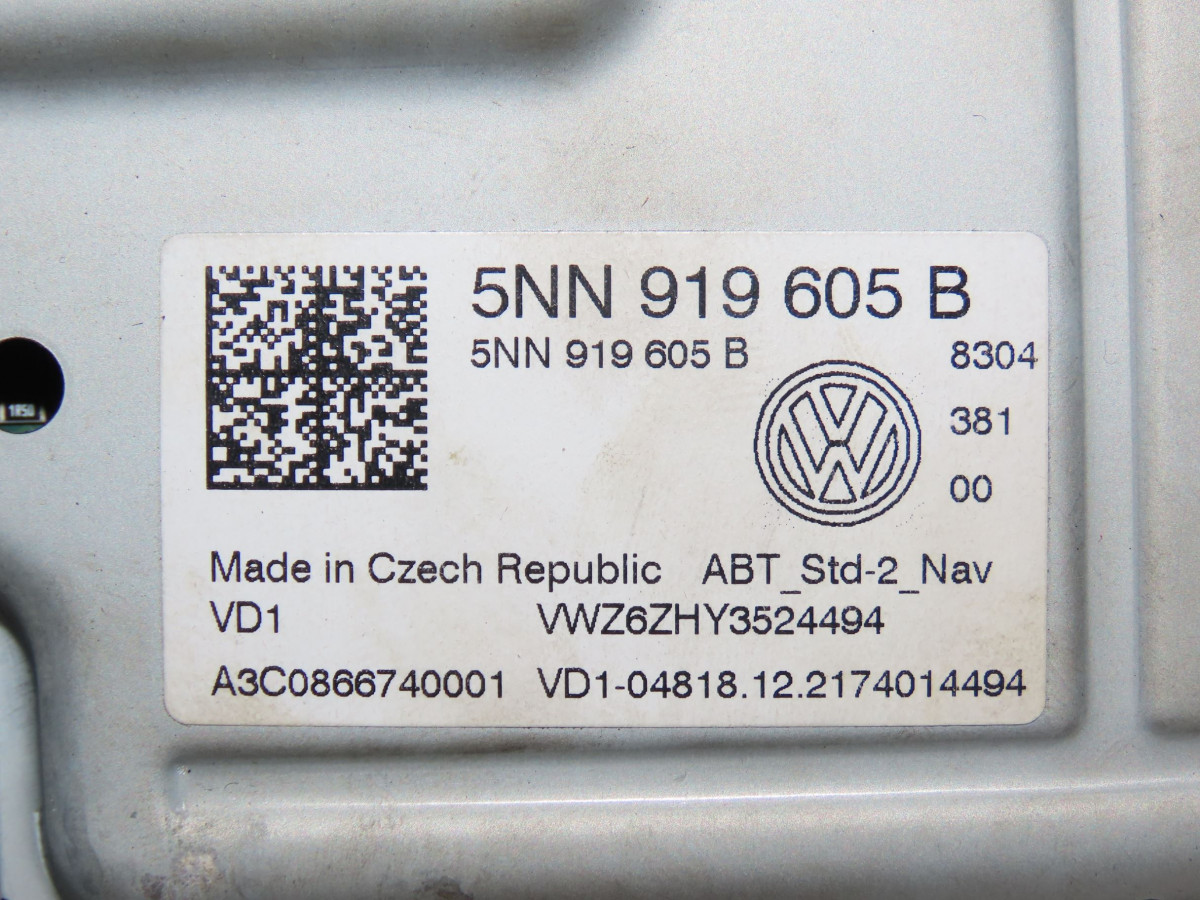 5NN 919 605 B
5NN 919 605 B
8304
381
00
Made in Czech Republic ABT_Std-2_Nav
VD1 VWZ6ZHY3524494
A3C0866740001 VD1-04818.12.2174014494